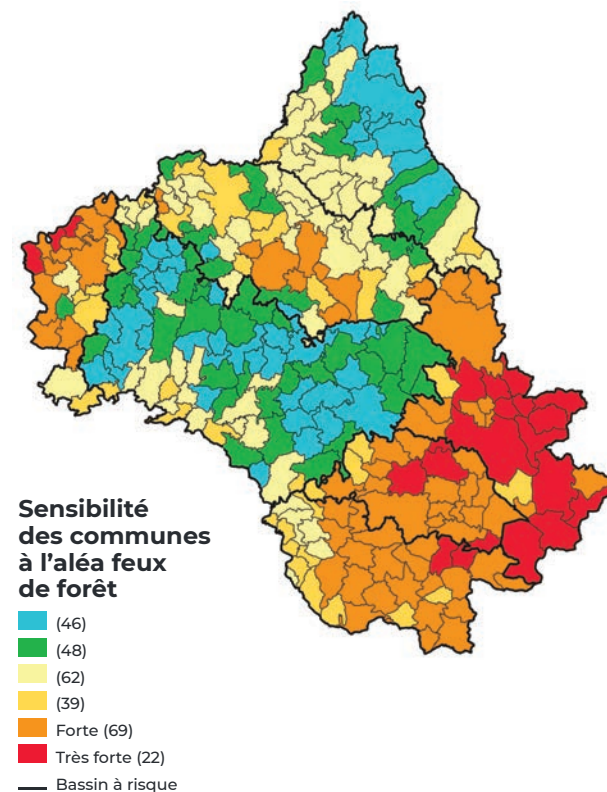 Sensibilité
des communes
à l'aléa feux
de forêt
(46)
(48)
(62)
(39)
Forte (69)
Très forte (22)
Bassin à risque